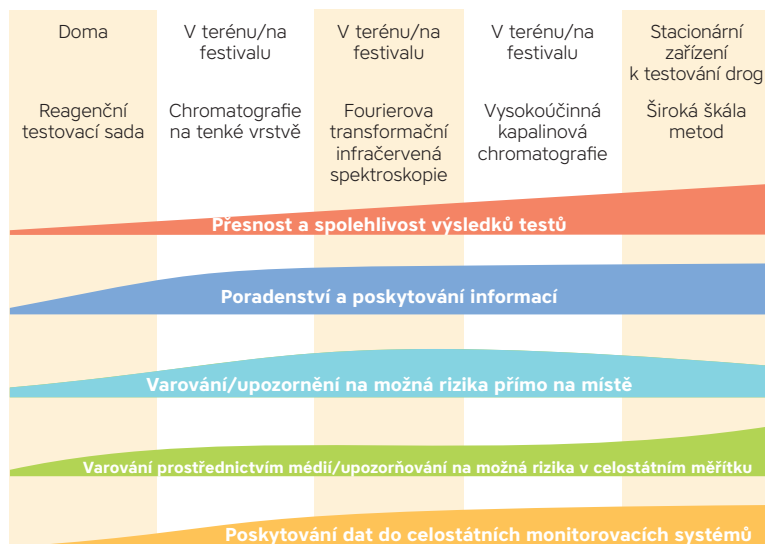 Doma
Reagenční
testovací sada
V terénu/na
festivalu
Chromatografie
na tenké vrstvě
V terénu/na
festivalu
Fourierova
transformační
infračervená
spektroskopie
V terénu/na
festivalu
Vysokoúčinná
kapalinová
chromatografie
Stacionární
zařízení
k testování drog
Široká škála
metod
Přesnost a spolehlivost výsledků testů
Poradenství a poskytování informací
Varování/upozornění na možná rizika přímo na místě
Varování prostřednictvím médií/upozorňování na možná rizika v celostátním měřítku
Poskytování dat do celostátních monitorovacích systémů